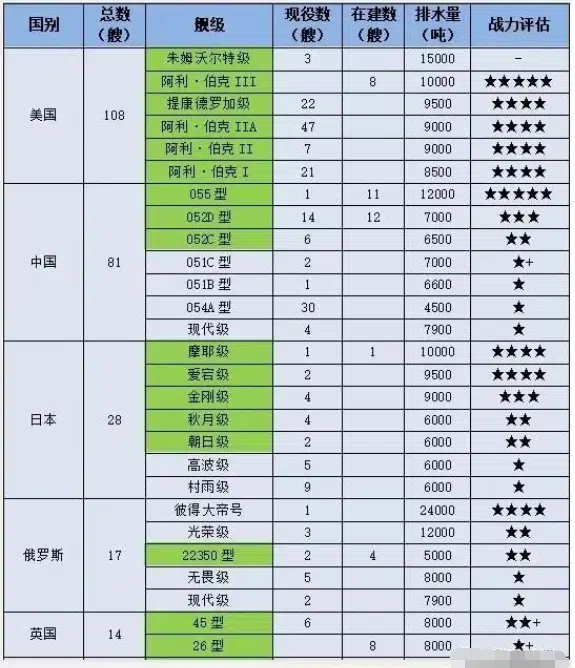 国别 总数（艘） 舰级 现役数（艘） 在建数（艘） 排水量（吨） 战力评估
美国 108 朱姆沃尔特级 3 15000 -
阿利·伯克 III 8 10000 ★★★★★
提康德罗加级 22 9500 ★★★★
阿利·伯克 IIA 47 9000 ★★★★
阿利·伯克 II 7 9000 ★★★★
阿利·伯克 I 21 8500 ★★★★
中国 81 055型 1 11 12000 ★★★★★
052D 型 14 12 7000 ★★★
052C 型 6 6500 ★★
051C 型 2 7000 ★+
051B 型 1 6600 ★
054A 型 30 4500 ★
现代级 4 7900 ★
日本 28 摩耶级 1 1 10000 ★★★★
爱宕级 2 9500 ★★★★
金刚级 4 9000 ★★★
秋月级 4 6000 ★★
朝日级 2 6000 ★★
高波级 5 6000 ★
村雨级 9 6000 ★
俄罗斯 17 彼得大帝号 1 24000 ★★★★
光荣级 3 12000 ★★
22350 型 2 4 5000 ★★
无畏级 5 8000 ★
现代级 2 7900 ★
英国 14 45 型 6 8000 ★★+
26 型 8 8000 ★+